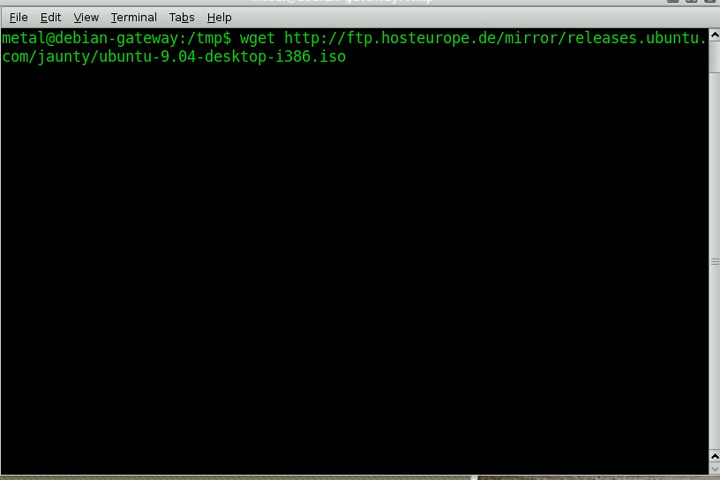 File Edit View Terminal Tabs Help
metal@debian-gateway:/tmp$ wget http://ftp.hosteurope.de/mirror/releases.ubuntu.
com/jaunty/ubuntu-9.04-desktop-i386.iso